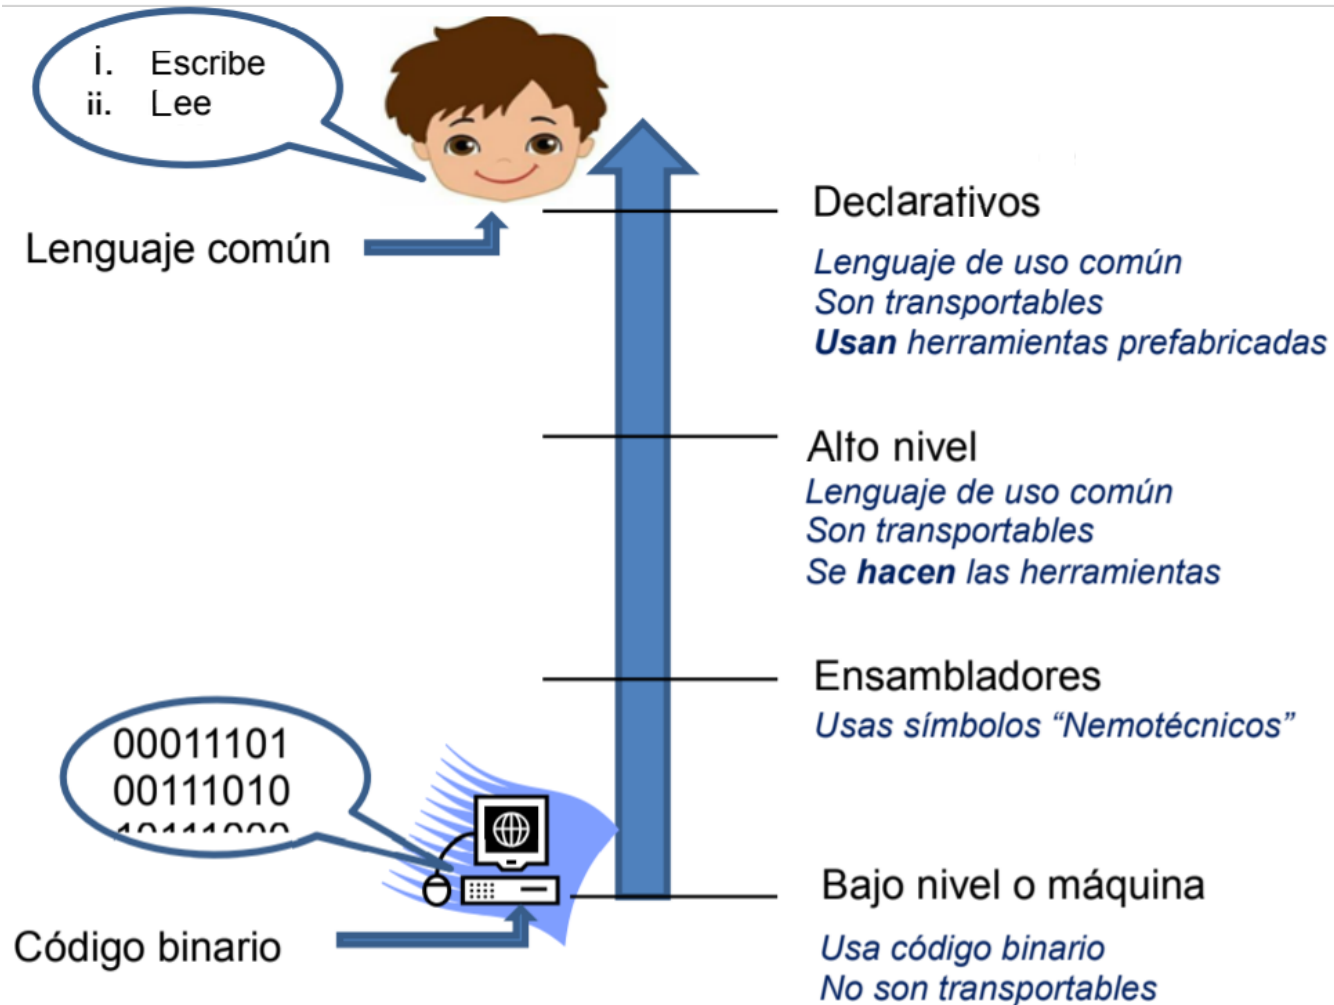 i. Escribe
ii. Lee
Lenguaje común
Declarativos
Lenguaje de uso común
Son transportables
Usan herramientas prefabricadas
Alto nivel
Lenguaje de uso común
Son transportables
Se hacen las herramientas
Ensambladores
Usas símbolos “Nemotécnicos”
00011101
00111010
10111000
Código binario
Bajo nivel o máquina
Usa código binario
No son transportables